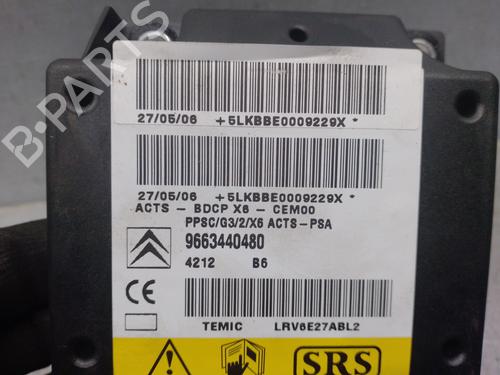 B-PARTS
27/05/06 +5LKBBE0009229X *
27/05/06 +5LKBBE0009229X *
ACTS - BDCP X6 - CEM00
PPSC/G3/2/X6 ACTS-PSA
9663440480
4212 B6
CE
TEMIC LRV6E27ABL2
SRS